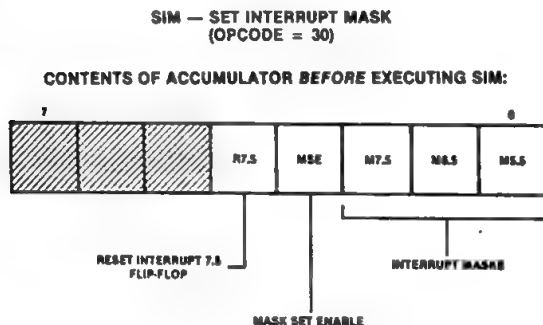 SIM — SET INTERRUPT MASK
(OPCODE = 30)
CONTENTS OF ACCUMULATOR BEFORE EXECUTING SIM:
7 0
R7.5 MSE M7.5 M6.5 M5.5
RESET INTERRUPT 7.5
FLIP-FLOP
INTERRUPT MASKS
MASK SET ENABLE